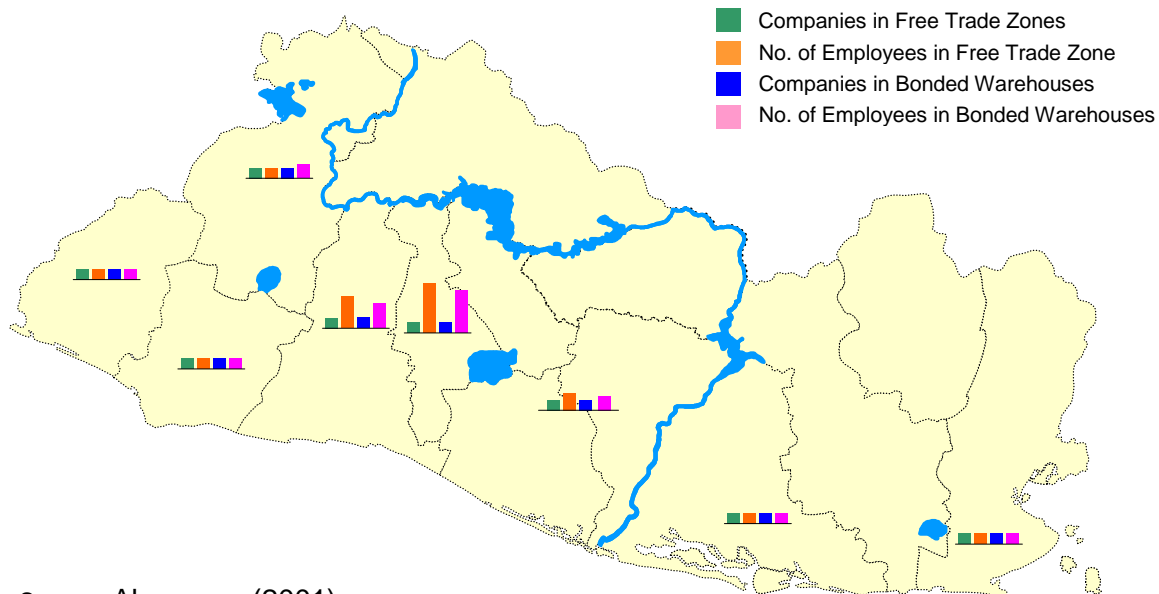 Companies in Free Trade Zones
No. of Employees in Free Trade Zone
Companies in Bonded Warehouses
No. of Employees in Bonded Warehouses
(2001)